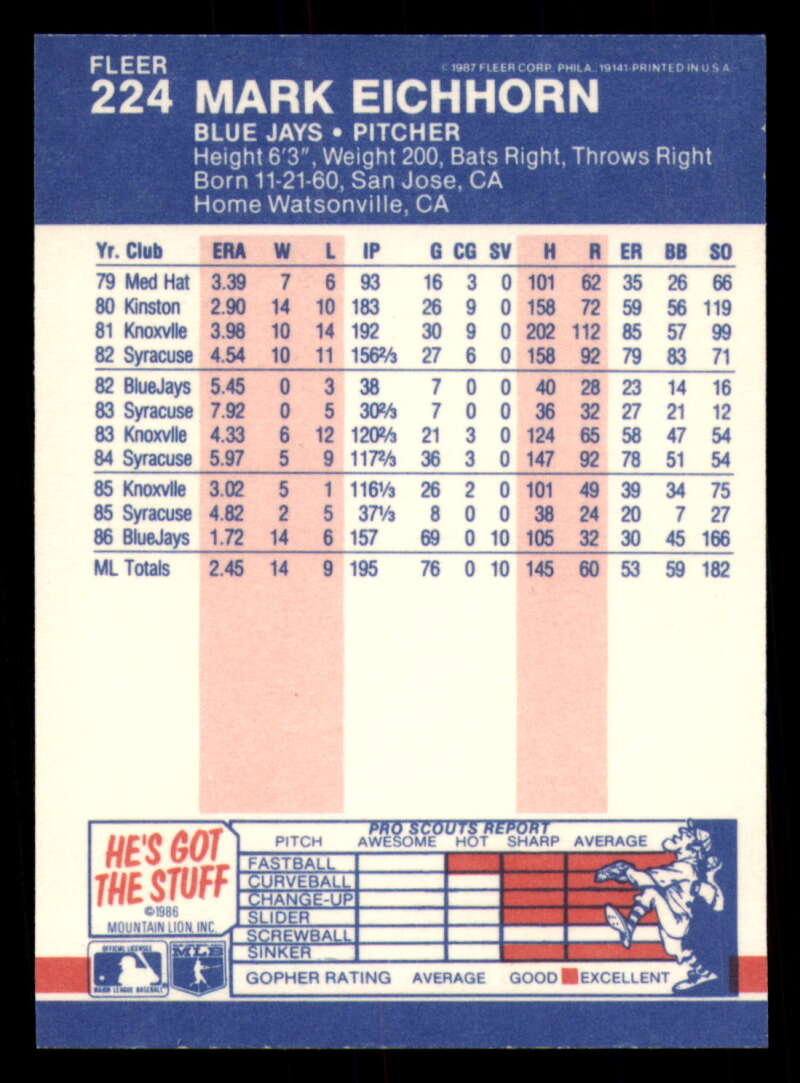 FLEER
© 1987 FLEER CORP. PHILA., 19141-PRINTED IN U S A
224 MARK EICHHORN
BLUE JAYS • PITCHER
Height 6'3", Weight 200, Bats Right, Throws Right
Born 11-21-60, San Jose, CA
Home Watsonville, CA
Yr. Club ERA W L IP G CG SV H R ER BB SO
79 Med Hat 3.39 7 6 93 16 3 0 101 62 35 26 66
80 Kinston 2.90 14 10 183 26 9 0 158 72 59 56 119
81 Knoxvlle 3.98 10 14 192 30 9 0 202 112 85 57 99
82 Syracuse 4.54 10 11 156⅔ 27 6 0 158 92 79 83 71
82 BlueJays 5.45 0 3 38 7 0 0 40 28 23 14 16
83 Syracuse 7.92 0 5 30⅔ 7 0 0 36 32 27 21 12
83 Knoxvlle 4.33 6 12 120⅔ 21 3 0 124 65 58 47 54
84 Syracuse 5.97 5 9 117⅔ 36 3 0 147 92 78 51 54
85 Knoxvlle 3.02 5 1 116⅓ 26 2 0 101 49 39 34 75
85 Syracuse 4.82 2 5 37⅓ 8 0 0 38 24 20 7 27
86 BlueJays 1.72 14 6 157 69 0 10 105 32 30 45 166
ML Totals 2.45 14 9 195 76 0 10 145 60 53 59 182
HE'S GOT
THE STUFF
©1986
MOUNTAIN LION, INC.
OFFICIAL LICENSEE
MAJOR LEAGUE BASEBALL
MLB
PRO SCOUTS REPORT
PITCH AWESOME HOT SHARP AVERAGE
FASTBALL
CURVEBALL
CHANGE-UP
SLIDER
SCREWBALL
SINKER
GOPHER RATING AVERAGE GOOD EXCELLENT